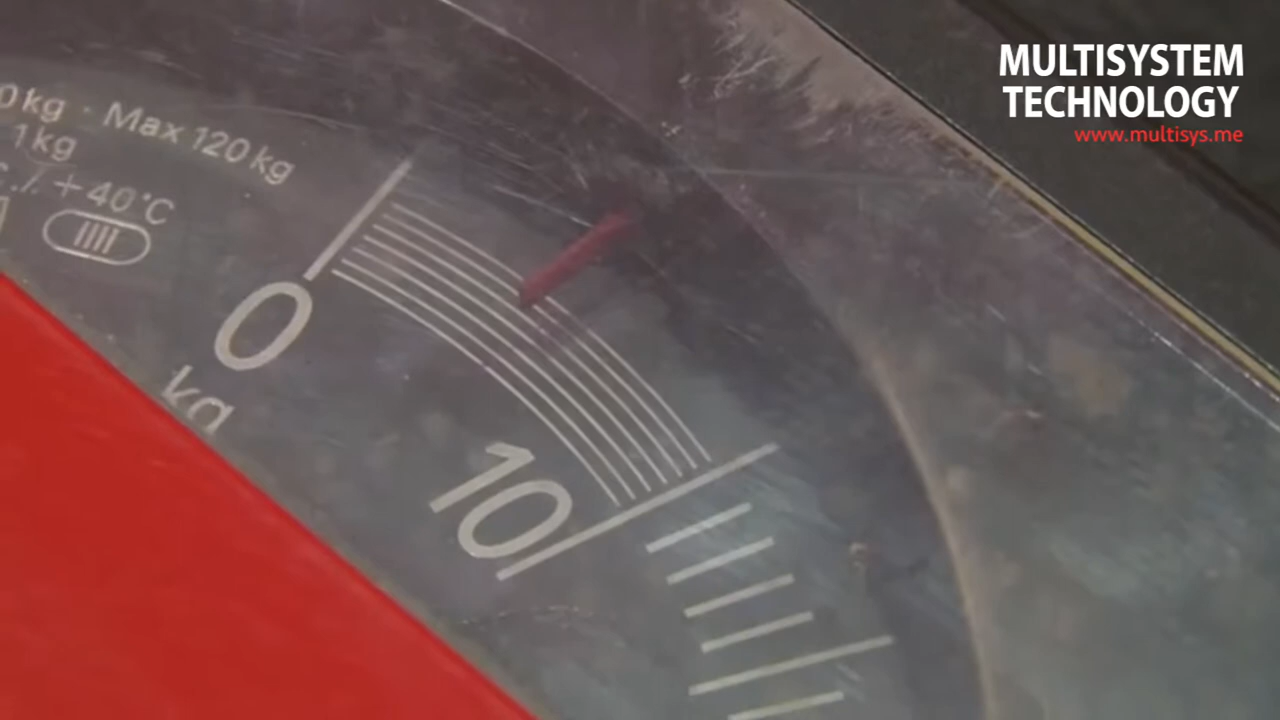 MULTISYSTEM
TECHNOLOGY
www.multisys.me
0kg · Max 120kg
1kg
+ 40°C
0
kg
10